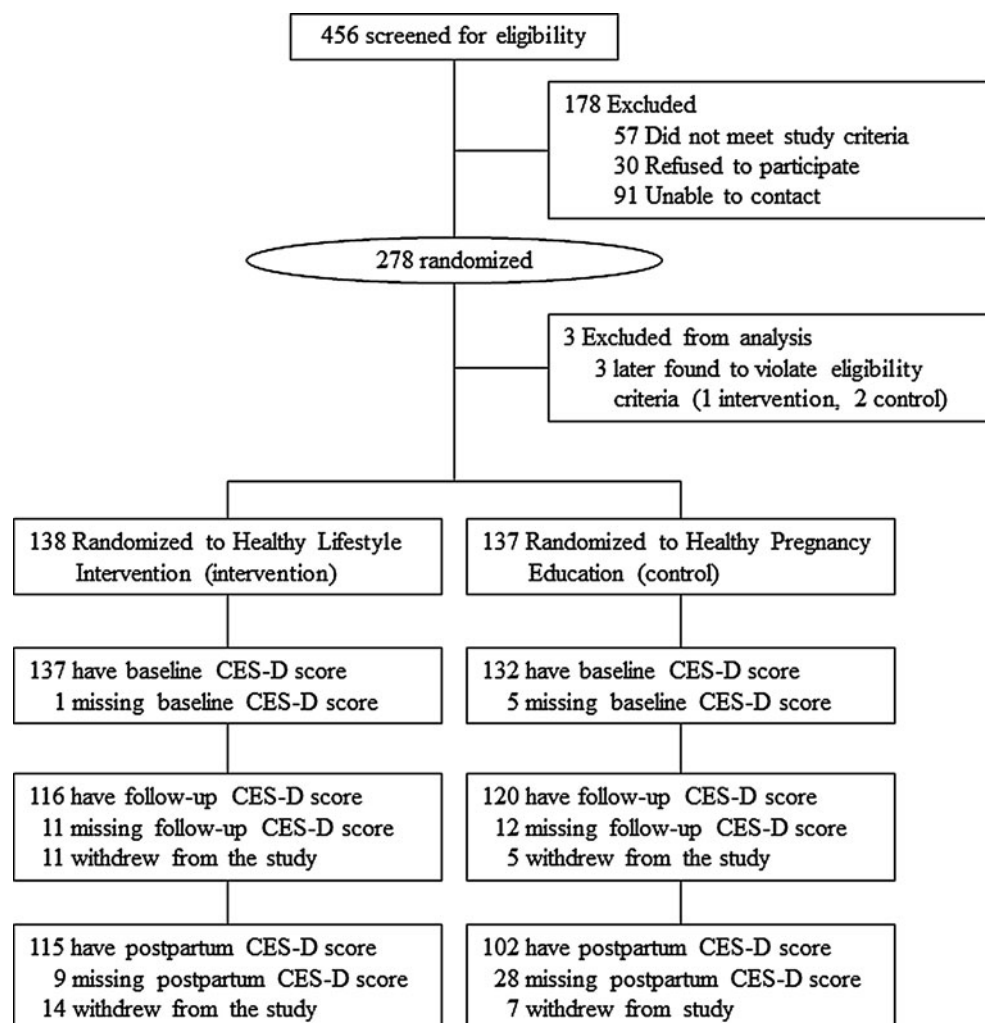 456 screened for eligibility
178 Excluded
57 Did not meet study criteria
30 Refused to participate
91 Unable to contact
278 randomized
3 Excluded from analysis
3 later found to violate eligibility
criteria (1 intervention, 2 control)
138 Randomized to Healthy Lifestyle
Intervention (intervention)
137 Randomized to Healthy Pregnancy
Education (control)
137 have baseline CES-D score
1 missing baseline CES-D score
132 have baseline CES-D score
5 missing baseline CES-D score
116 have follow-up CES-D score
11 missing follow-up CES-D score
11 withdrew from the study
120 have follow-up CES-D score
12 missing follow-up CES-D score
5 withdrew from the study
115 have postpartum CES-D score
9 missing postpartum CES-D score
14 withdrew from the study
102 have postpartum CES-D score
28 missing postpartum CES-D score
7 withdrew from study